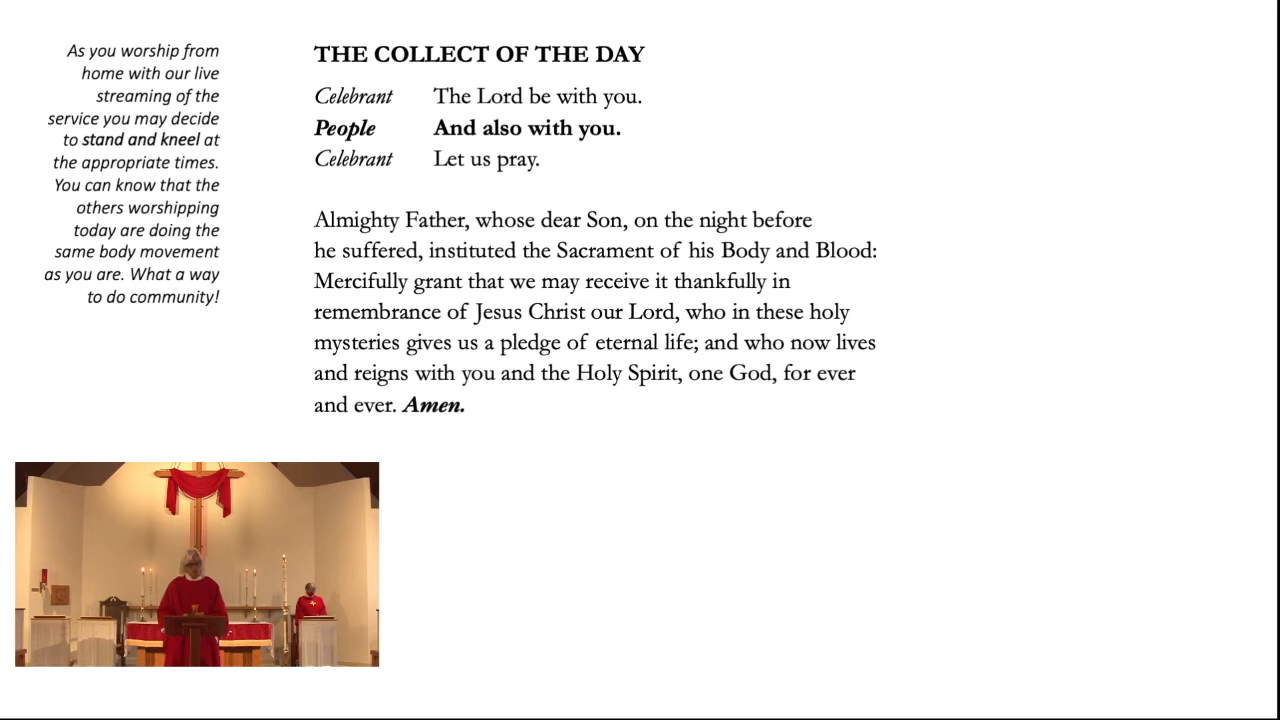 As you worship from
home with our live
streaming of the
service you may decide
to stand and kneel at
the appropriate times.
You can know that the
others worshipping
today are doing the
same body movement
as you are. What a way
to do community!
THE COLLECT OF THE DAY
Celebrant The Lord be with you.
People And also with you.
Celebrant Let us pray.
Almighty Father, whose dear Son, on the night before
he suffered, instituted the Sacrament of his Body and Blood:
Mercifully grant that we may receive it thankfully in
remembrance of Jesus Christ our Lord, who in these holy
mysteries gives us a pledge of eternal life; and who now lives
and reigns with you and the Holy Spirit, one God, for ever
and ever. Amen.